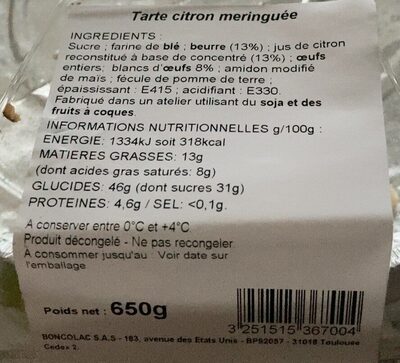 Tarte citron meringuée
INGREDIENTS :
Sucre ; farine de blé ; beurre (13%) ; jus de citron
reconstitué à base de concentré (13%) ; œufs
entiers; blancs d'œufs 8% ; amidon modifié
de maïs ; fécule de pomme de terre ;
épaississant : E415 ; acidifiant : E330.
Fabriqué dans un atelier utilisant du soja et des
fruits à coques.
INFORMATIONS NUTRITIONNELLES g/100g :
ENERGIE: 1334kJ soit 318kcal
MATIERES GRASSES: 13g
(dont acides gras saturés: 8g)
GLUCIDES: 46g (dont sucres 31g)
PROTEINES: 4,6g / SEL: <0,1g.
A conserver entre 0°C et +4°C
Produit décongelé - Ne pas recongeler
A consommer jusqu'au : Voir date sur
l'emballage
Poids net : 650g
3 251515 367004
BONCOLAC S.A.S - 183, avenue des Etats Unis - BP92057 - 31018 Toulouse
Cedex 2.